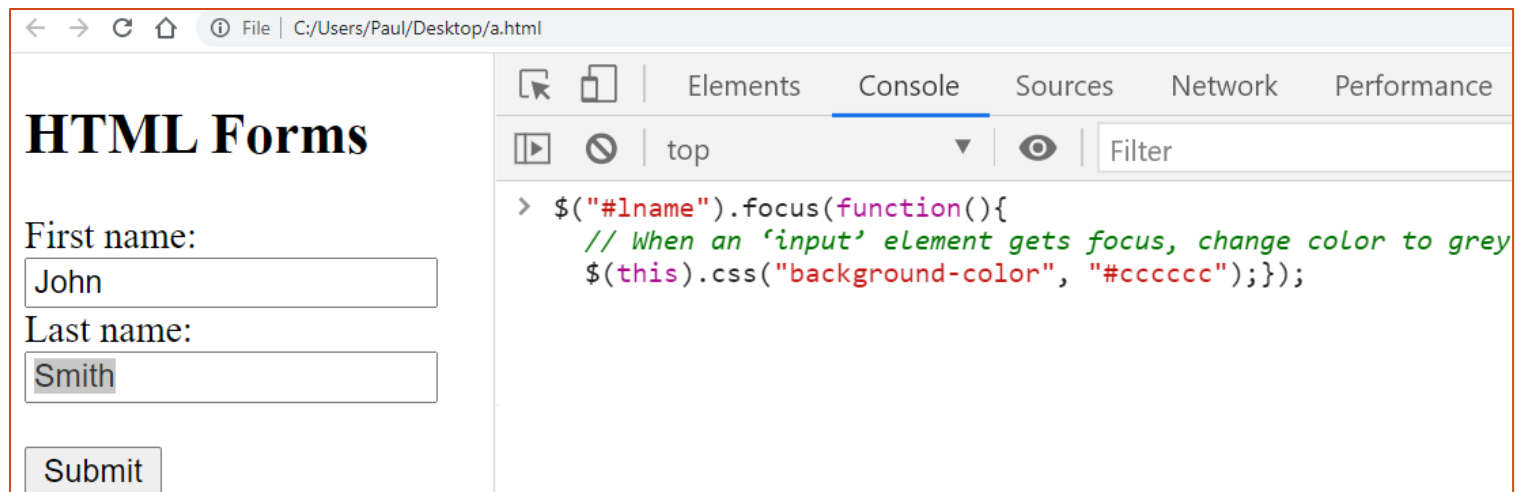 File | C:/Users/Paul/Desktop/a.html
Elements Console Sources Network Performance
top Filter
HTML Forms
First name:
John
Last name:
Smith
Submit
> $("#lname").focus(function(){
// When an ‘input’ element gets focus, change color to grey
$(this).css("background-color", "#cccccc");});